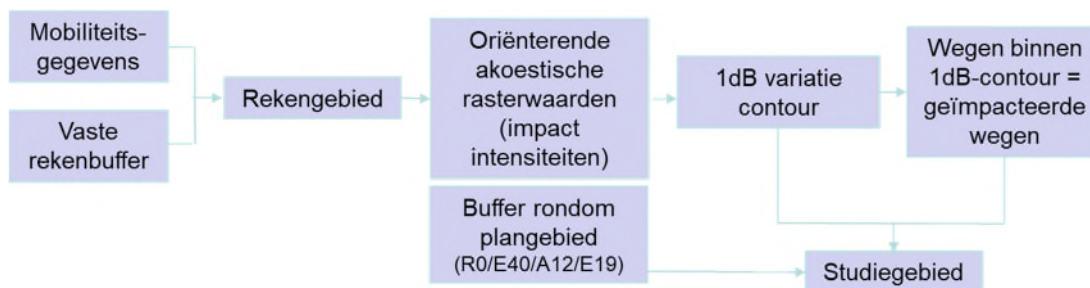 Mobiliteits-
gegevens
Vaste
rekenbuffer
Rekengebied
Oriënterende
akoestische
rasterwaarden
(impact
intensiteiten)
Buffer rondom
plangebied
(R0/E40/A12/E19)
1dB variatie
contour
Wegen binnen
1dB-contour =
geïmpacteerde
wegen
Studiegebied